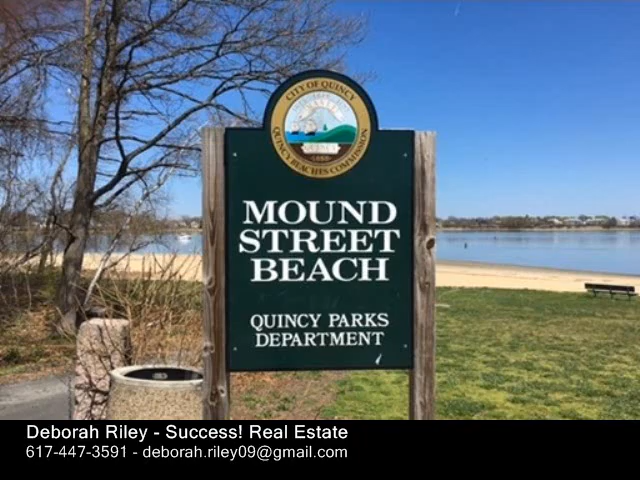 CITY OF QUINCY
QUINCY BEACHES COMMISSION
MOUND
STREET
BEACH
QUINCY PARKS
DEPARTMENT
Deborah Riley - Success! Real Estate
617-447-3591 - deborah.riley09@gmail.com